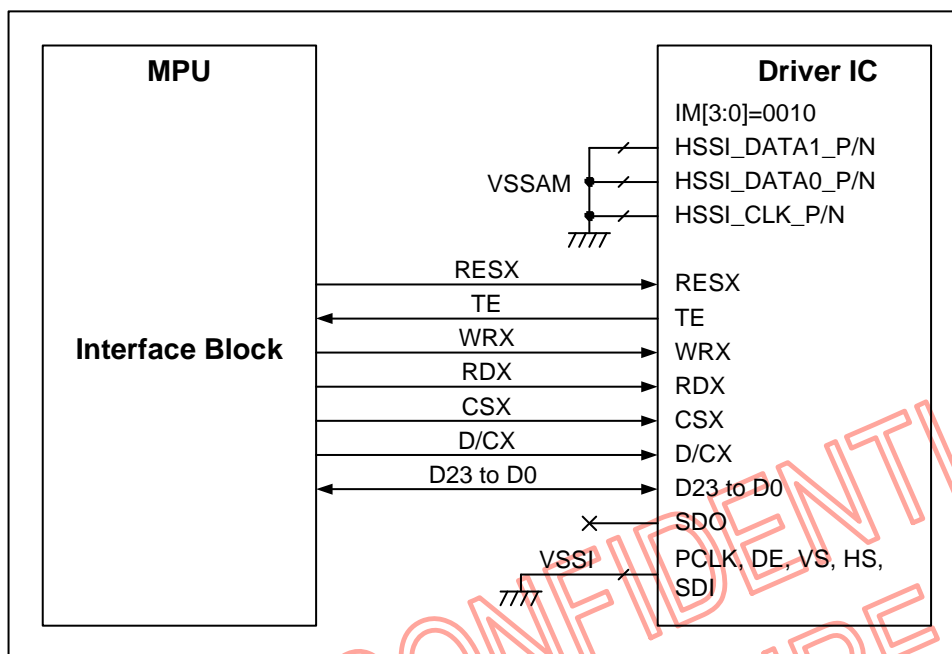 MPU
Driver IC
IM[3:0]=0010
HSSI_DATA1_P/N
VSSAM
HSSI_DATA0_P/N
HSSI_CLK_P/N
RESX
RESX
TE
TE
Interface Block
WRX
WRX
RDX
RDX
CSX
CSX
D/CX
D/CX
D23 to D0
D23 to D0
SDO
VSSI
PCLK, DE, VS, HS,
SDI